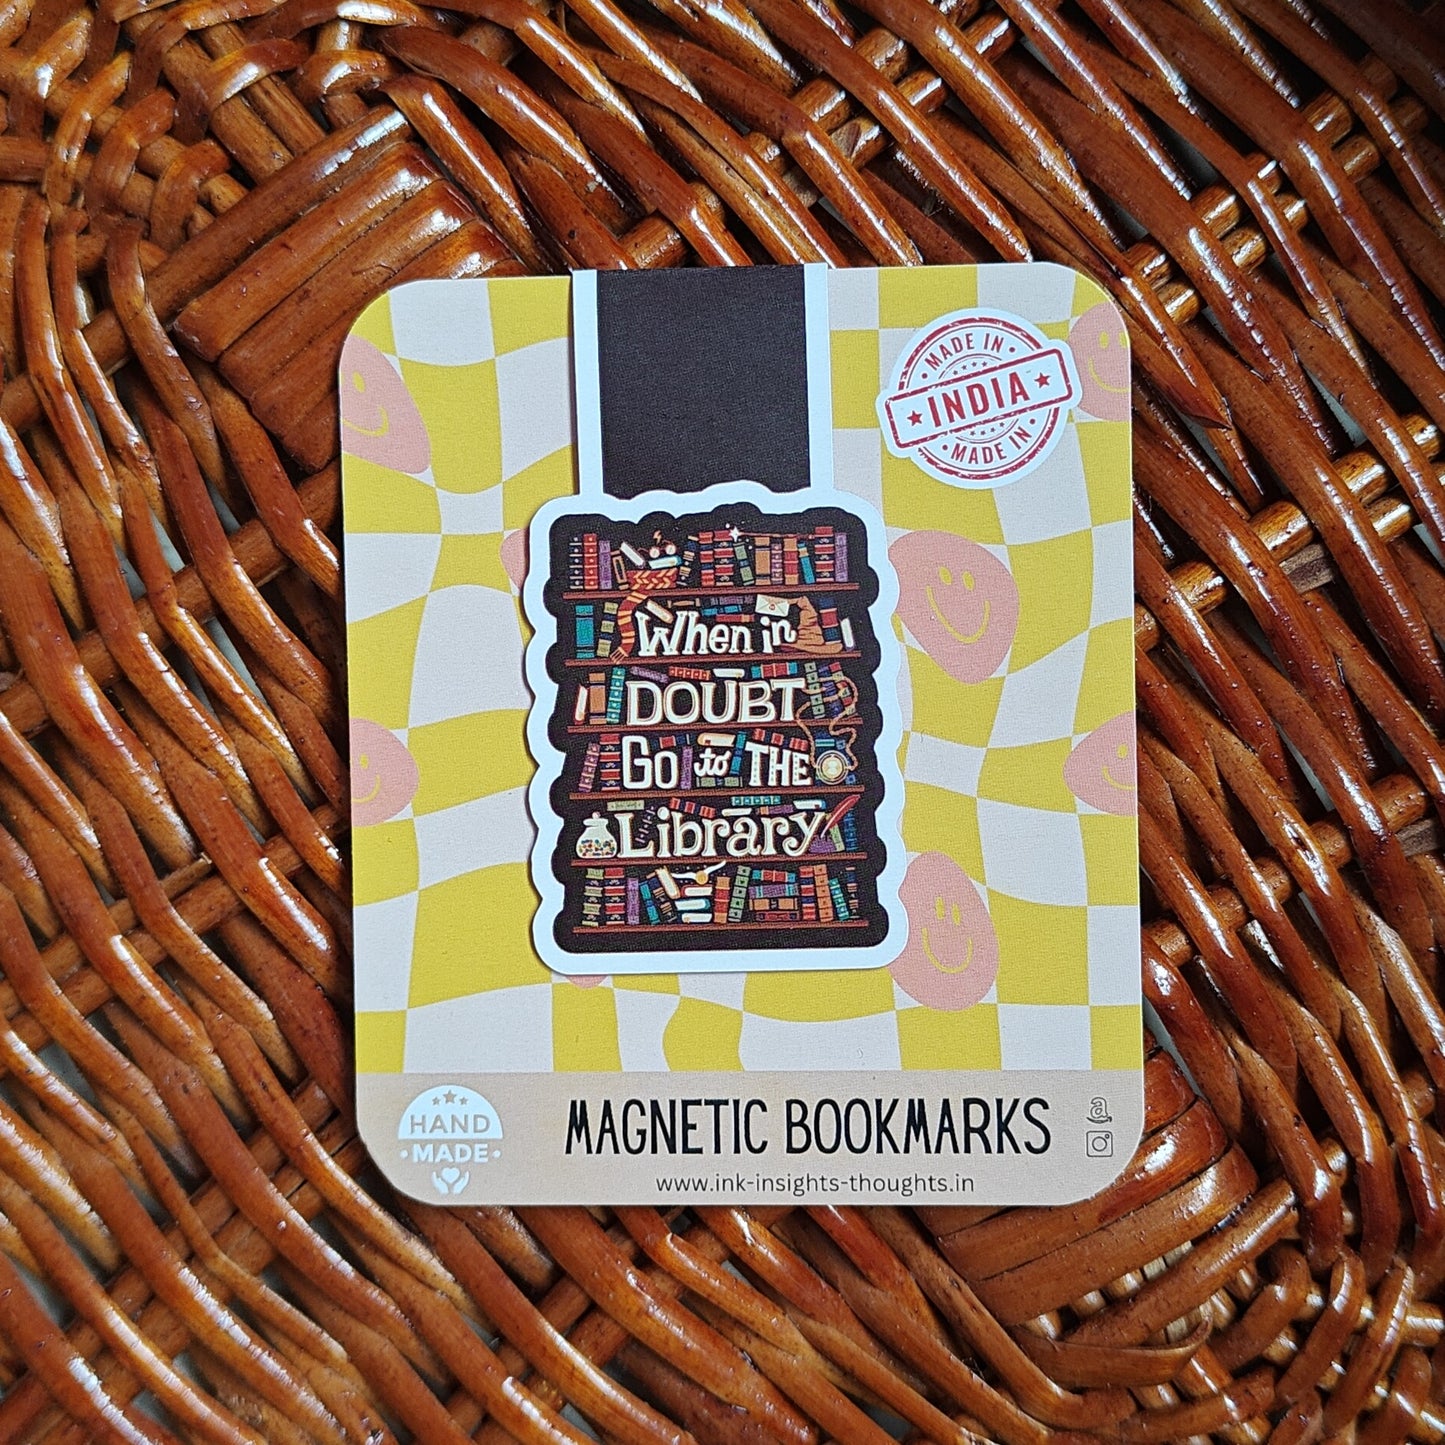 MADE IN
INDIA
MADE IN
When in
DOUBT
GO to THE
LibRARY
HAND
MADE
MAGNETIC BOOKMARKS
www.ink-insights-thoughts.in